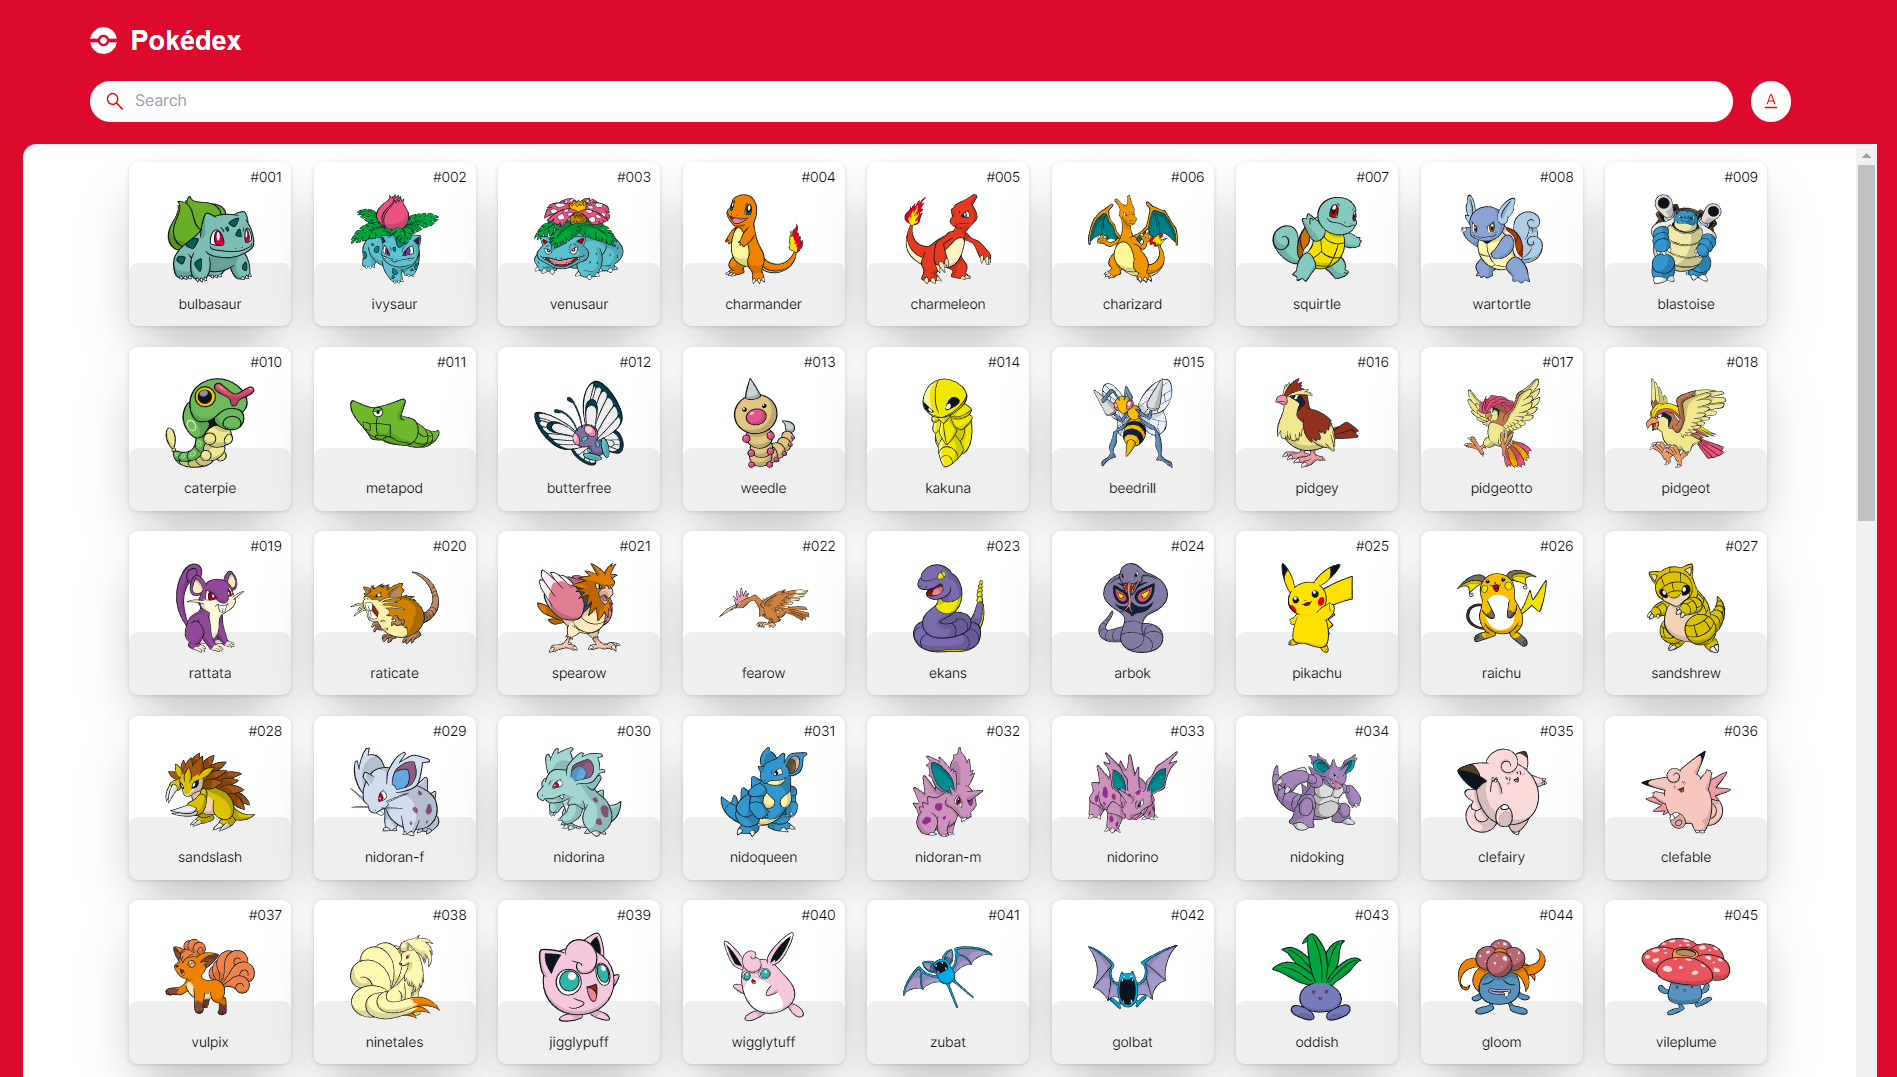 Pokédex
Search
A
#001 #002 #003 #004 #005 #006 #007 #008 #009
bulbasaur ivysaur venusaur charmander charmeleon charizard squirtle wartortle blastoise
#010 #011 #012 #013 #014 #015 #016 #017 #018
caterpie metapod butterfree weedle kakuna beedrill pidgey pidgeotto pidgeot
#019 #020 #021 #022 #023 #024 #025 #026 #027
rattata raticate spearow fearow ekans arbok pikachu raichu sandshrew
#028 #029 #030 #031 #032 #033 #034 #035 #036
sandslash nidoran-f nidorina nidoqueen nidoran-m nidorino nidoking clefairy clefable
#037 #038 #039 #040 #041 #042 #043 #044 #045
vulpix ninetales jigglypuff wigglytuff zubat golbat oddish gloom vileplume